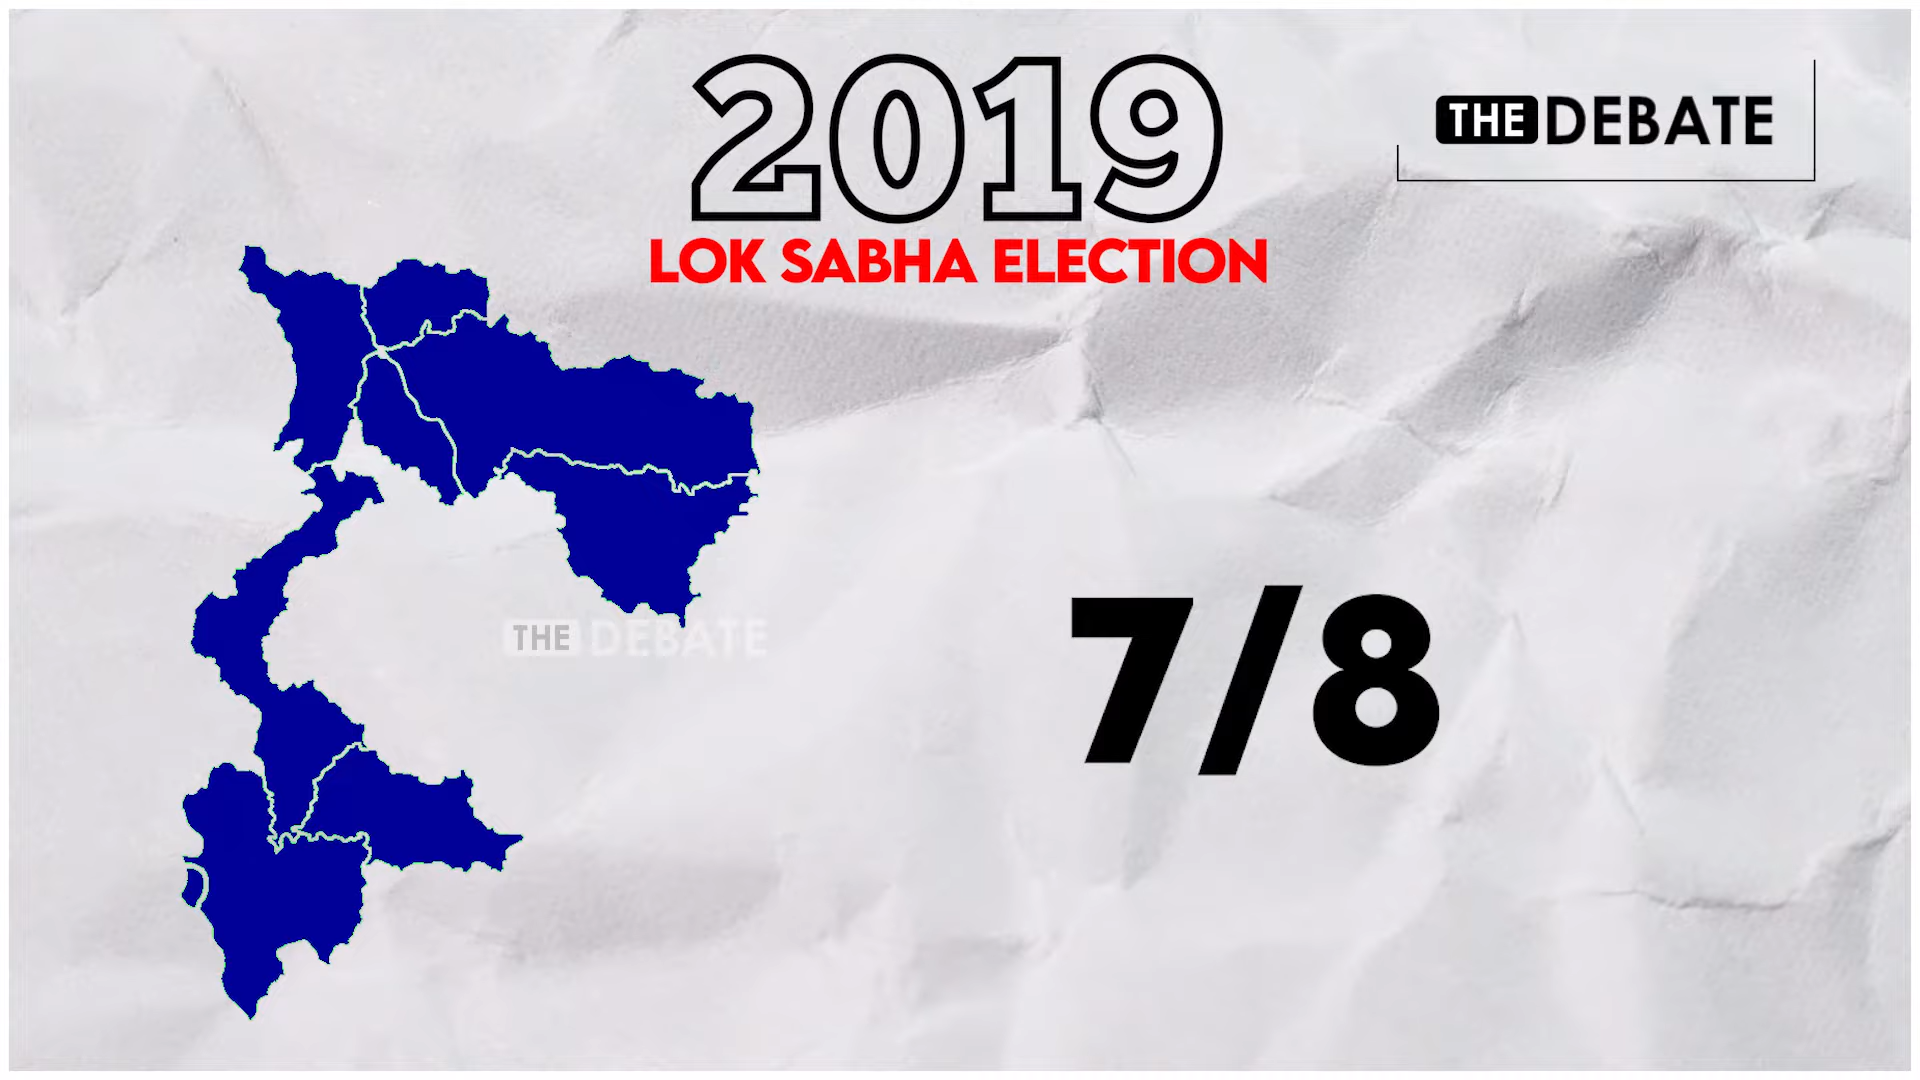 2019
LOK SABHA ELECTION
THE DEBATE
7/8
THE DEBATE